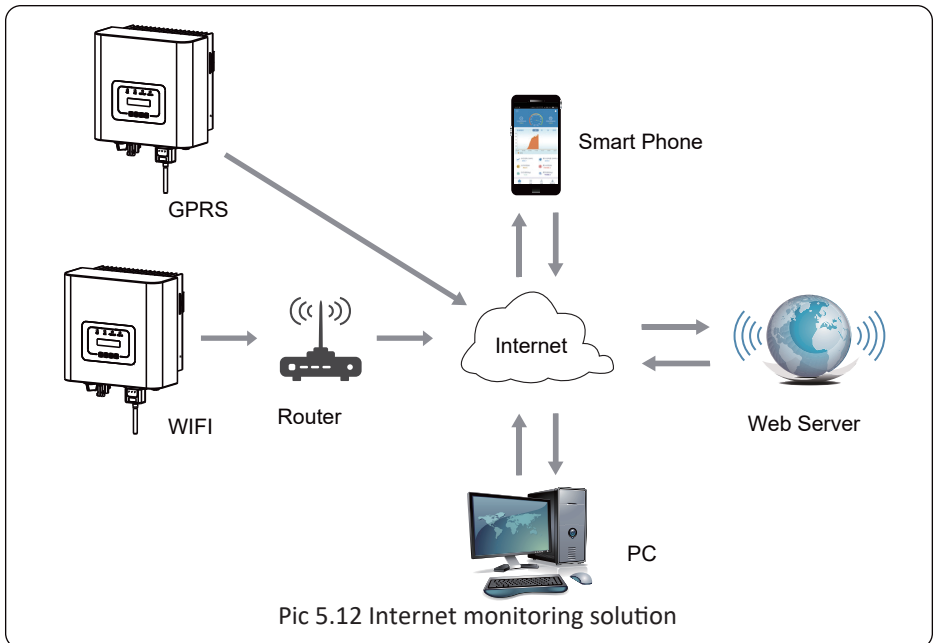 Smart Phone
GPRS
Internet
WIFI
Router
Web Server
PC
Pic 5.12 Internet monitoring solution